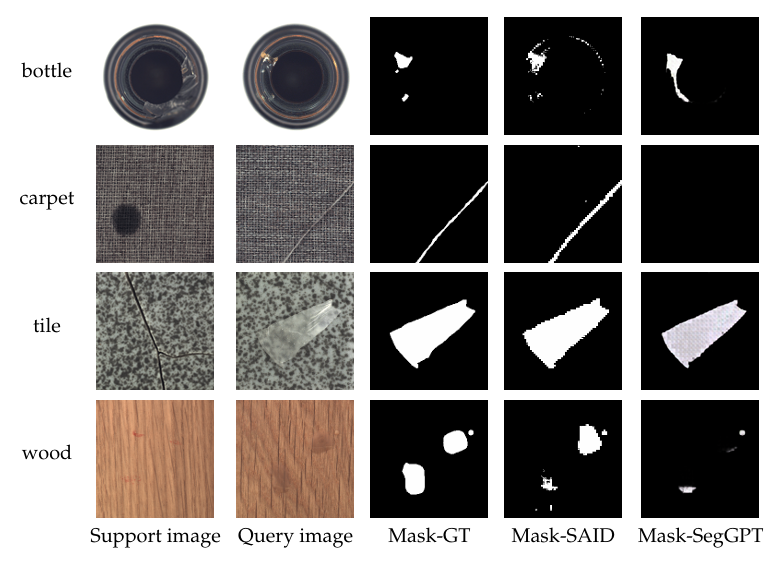 bottle
carpet
tile
wood
Support image Query image Mask-GT Mask-SAID Mask-SegGPT